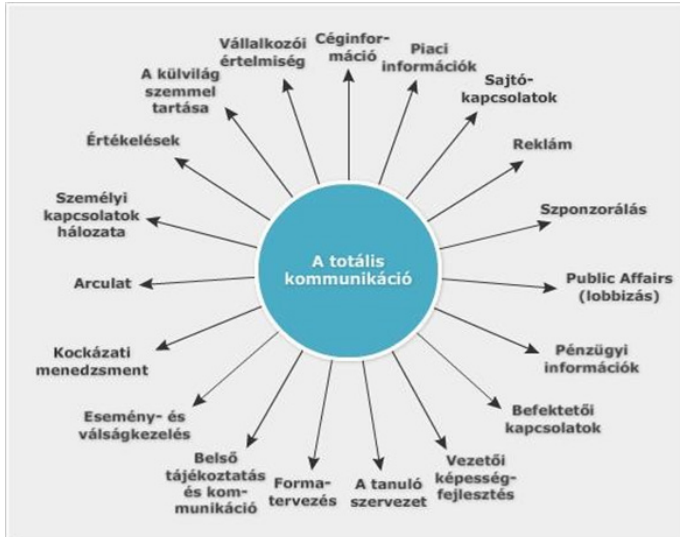 Céginfor-
máció
Piaci
információk
Sajtó-
kapcsolatok
Reklám
Szponzorálás
Public Affairs
(lobbizás)
Pénzügyi
információk
Befektetői
kapcsolatok
Vezetői
képesség-
fejlesztés
A tanuló
szervezet
Forma-
tervezés
Belső
tájékoztatás
és kom-
munikáció
Esemény- és
válságkezelés
Kockázati
menedzsment
Arculat
Személyi
kapcsolatok
hálozata
Értékelések
A külvilág
szemmel
tartása
Vállalkozói
értelmiség
A totális
kommunikáció